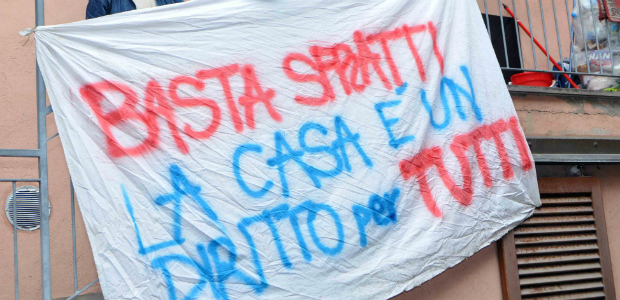 BASTA SFRATTI
LA CASA È UN
DIRITTO per TUTTI